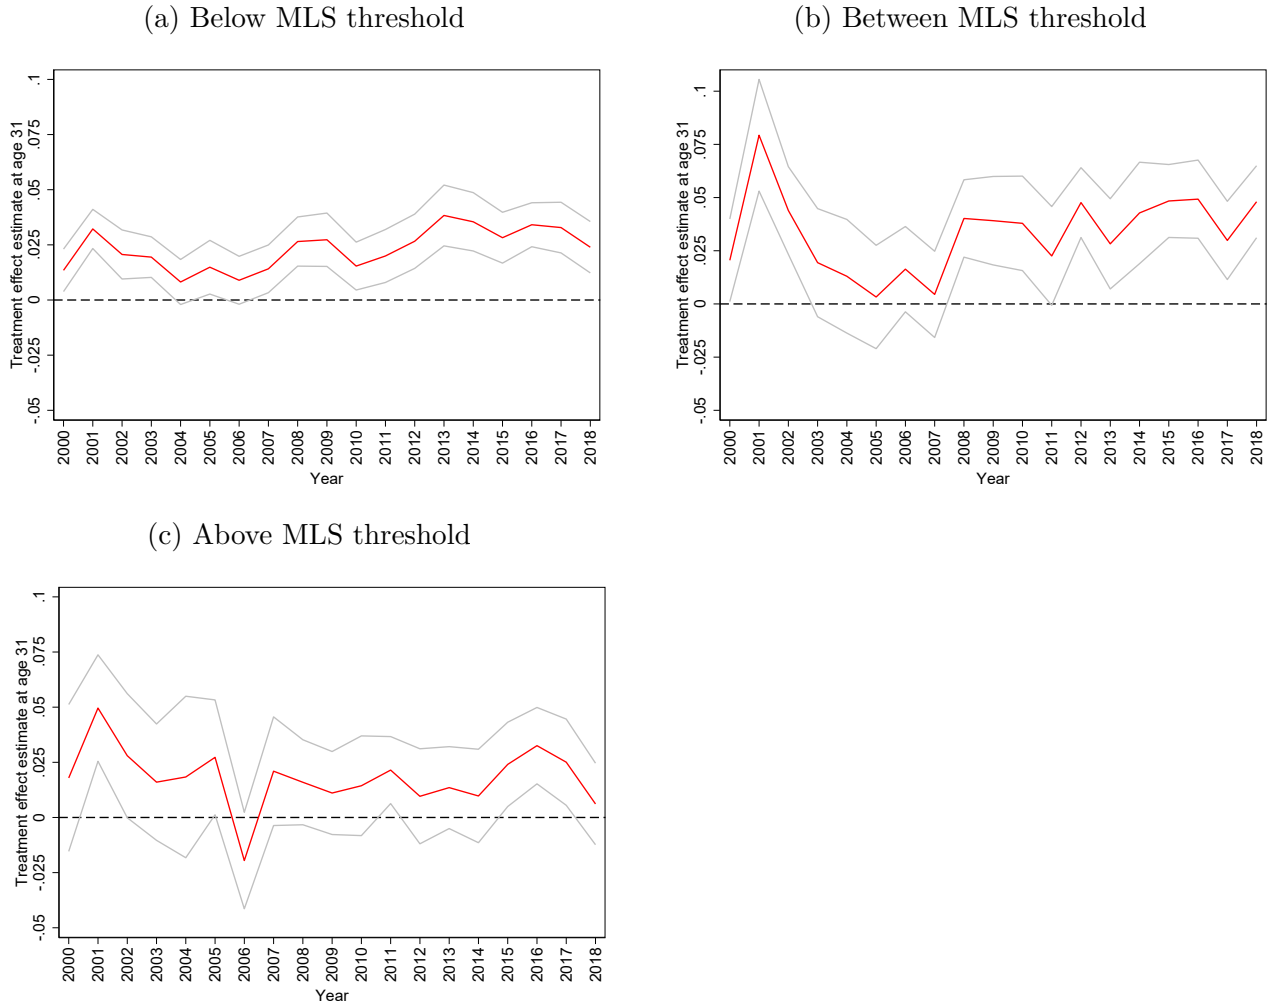 (a) Below MLS threshold
Treatment effect estimate at age 31
.1
.075
.05
.025
0
-.025
-.05
2000 2001 2002 2003 2004 2005 2006 2007 2008 2009 2010 2011 2012 2013 2014 2015 2016 2017 2018
Year
(b) Between MLS threshold
Treatment effect estimate at age 31
.1
.075
.05
.025
0
-.025
-.05
2000 2001 2002 2003 2004 2005 2006 2007 2008 2009 2010 2011 2012 2013 2014 2015 2016 2017 2018
Year
(c) Above MLS threshold
Treatment effect estimate at age 31
.1
.075
.05
.025
0
-.025
-.05
2000 2001 2002 2003 2004 2005 2006 2007 2008 2009 2010 2011 2012 2013 2014 2015 2016 2017 2018
Year